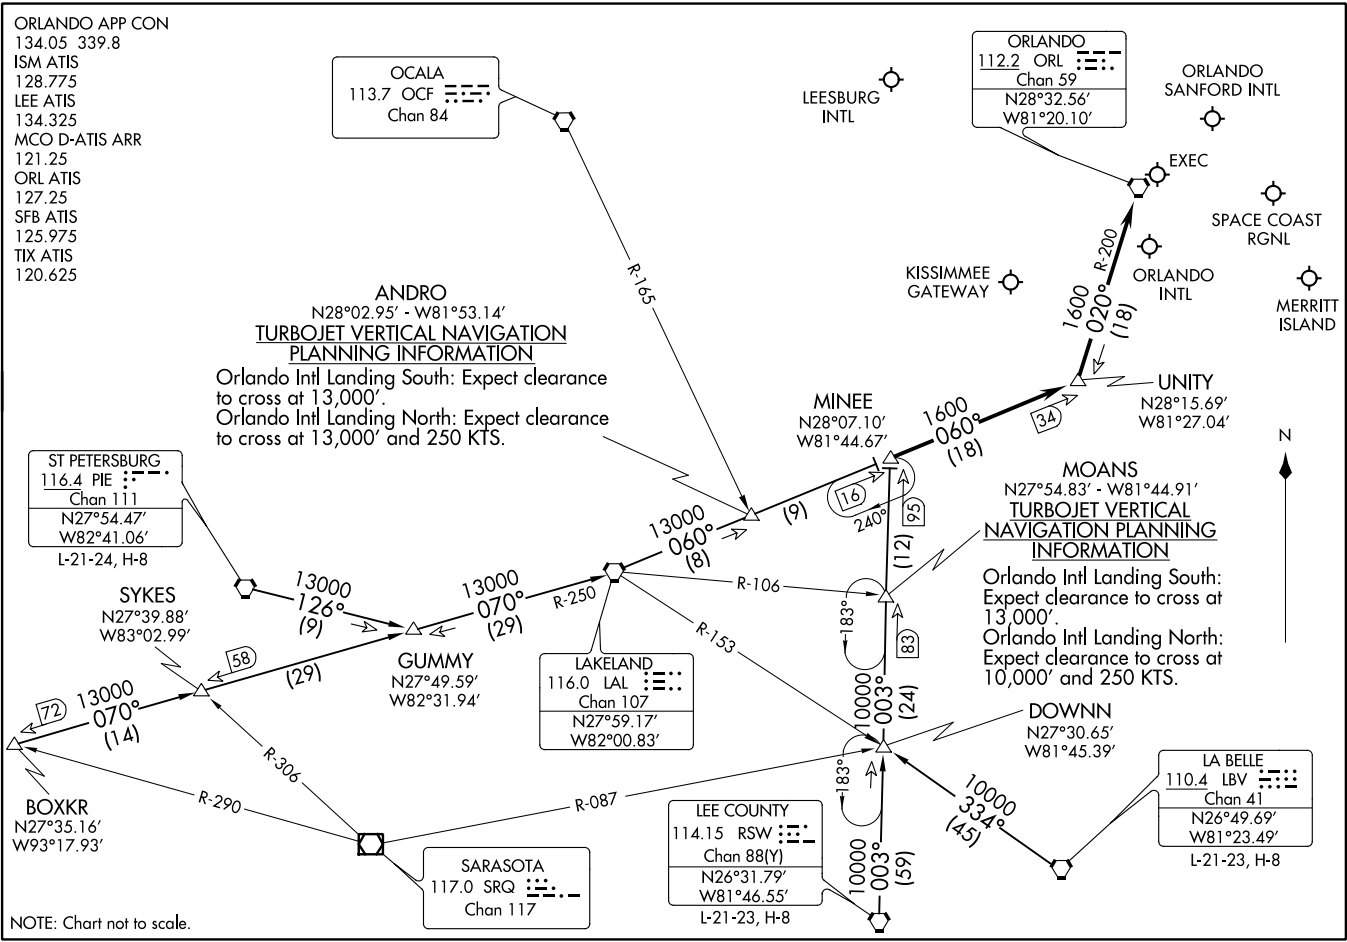 ORLANDO APP CON
134.05 339.8
ISM ATIS
128.775
LEE ATIS
134.325
MCO D-ATIS ARR
121.25
ORL ATIS
127.25
SFB ATIS
125.975
TIX ATIS
120.625
OCALA
113.7 OCF
Chan 84
LEESBURG
INTL
ORLANDO
112.2 ORL
Chan 59
N28°32.56′
W81°20.10′
ORLANDO
SANFORD INTL
EXEC
SPACE COAST
RGNL
ORLANDO
INTL
KISSIMMEE
GATEWAY
MERRITT
ISLAND
R-200
1600
020°
(18)
R-165
ANDRO
N28°02.95′ - W81°53.14′
TURBOJET VERTICAL NAVIGATION
PLANNING INFORMATION
Orlando Intl Landing South: Expect clearance
to cross at 13,000′.
Orlando Intl Landing North: Expect clearance
to cross at 13,000′ and 250 KTS.
MINEE
N28°07.10′
W81°44.67′
1600
060°
(18)
34
UNITY
N28°15.69′
W81°27.04′
N
ST PETERSBURG
116.4 PIE
Chan 111
N27°54.47′
W82°41.06′
L-21-24, H-8
16
240°
95
(9)
(12)
13000
060°
(8)
MOANS
N27°54.83′ - W81°44.91′
TURBOJET VERTICAL
NAVIGATION PLANNING
INFORMATION
Orlando Intl Landing South:
Expect clearance to cross at
13,000′.
Orlando Intl Landing North:
Expect clearance to cross at
10,000′ and 250 KTS.
SYKES
N27°39.88′
W83°02.99′
13000
126°
(9)
13000
070°
(29)
R-250
R-106
R-153
183°
83
GUMMY
N27°49.59′
W82°31.94′
58
(29)
LAKELAND
116.0 LAL
Chan 107
N27°59.17′
W82°00.83′
10000
003°
(24)
72
13000
070°
(14)
DOWNN
N27°30.65′
W81°45.39′
BOXKR
N27°35.16′
W93°17.93′
R-306
R-290
R-087
183°
LEE COUNTY
114.15 RSW
Chan 88(Y)
N26°31.79′
W81°46.55′
L-21-23, H-8
10000
003°
(59)
10000
334°
(45)
LA BELLE
110.4 LBV
Chan 41
N26°49.69′
W81°23.49′
L-21-23, H-8
SARASOTA
117.0 SRQ
Chan 117
NOTE: Chart not to scale.